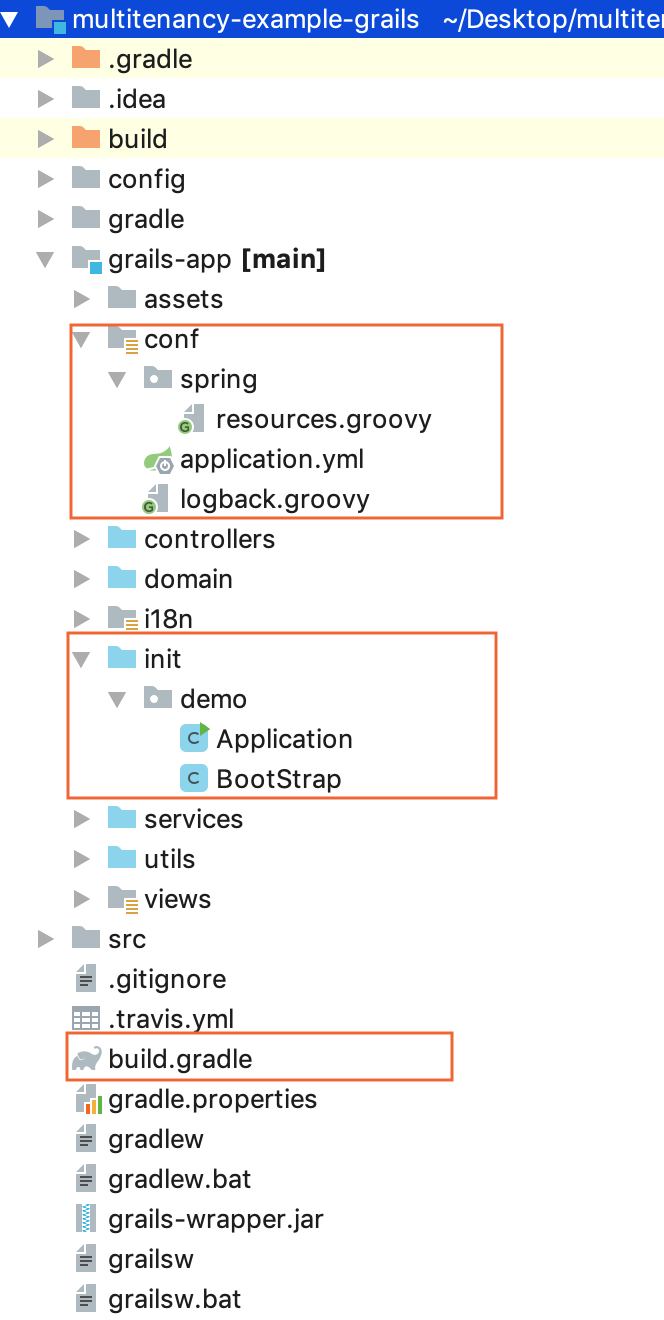 multitenancy-example-grails ~/Desktop/multite
.gradle
.idea
build
config
gradle
grails-app [main]
assets
conf
spring
resources.groovy
application.yml
logback.groovy
controllers
domain
i18n
init
demo
Application
BootStrap
services
utils
views
src
.gitignore
.travis.yml
build.gradle
gradle.properties
gradlew
gradlew.bat
grails-wrapper.jar
grailsw
grailsw.bat